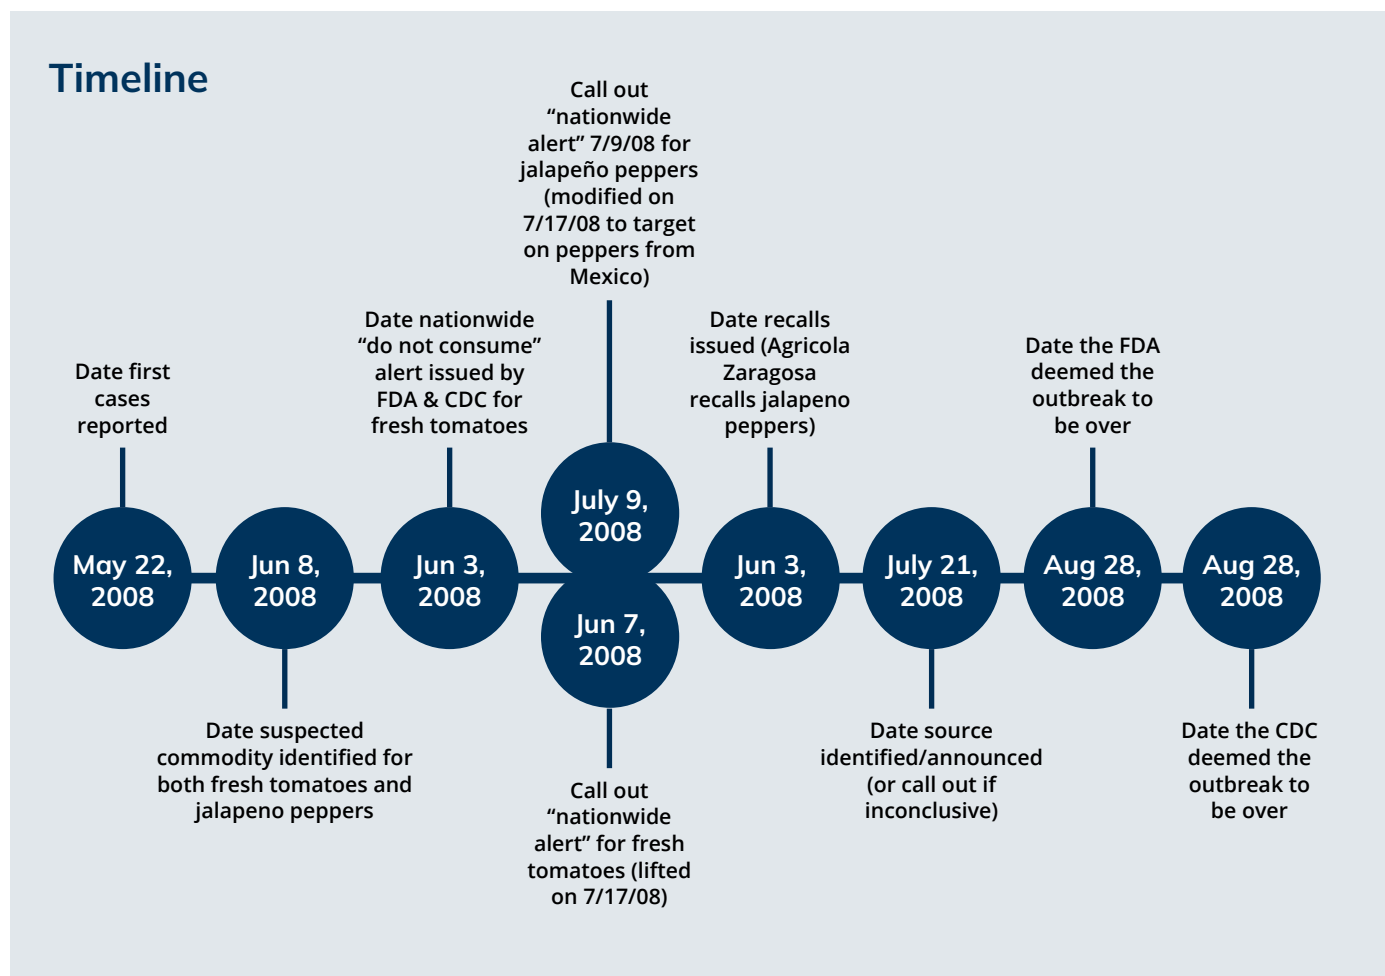 Timeline
Date first
cases
reported
May 22,
2008
Jun 8,
2008
Date suspected
commodity identified for
both fresh tomatoes and
jalapeno peppers
Date nationwide
“do not consume”
alert issued by
FDA & CDC for
fresh tomatoes
Jun 3,
2008
Call out
“nationwide
alert” 7/9/08 for
jalapeño peppers
(modified on
7/17/08 to target
on peppers from
Mexico)
July 9,
2008
Jun 7,
2008
Call out
“nationwide
alert” for fresh
tomatoes (lifted
on 7/17/08)
Date recalls
issued (Agricola
Zaragosa
recalls jalapeno
peppers)
Jun 3,
2008
July 21,
2008
Date source
identified/announced
(or call out if
inconclusive)
Date the FDA
deemed the
outbreak to
be over
Aug 28,
2008
Aug 28,
2008
Date the CDC
deemed the
outbreak to
be over